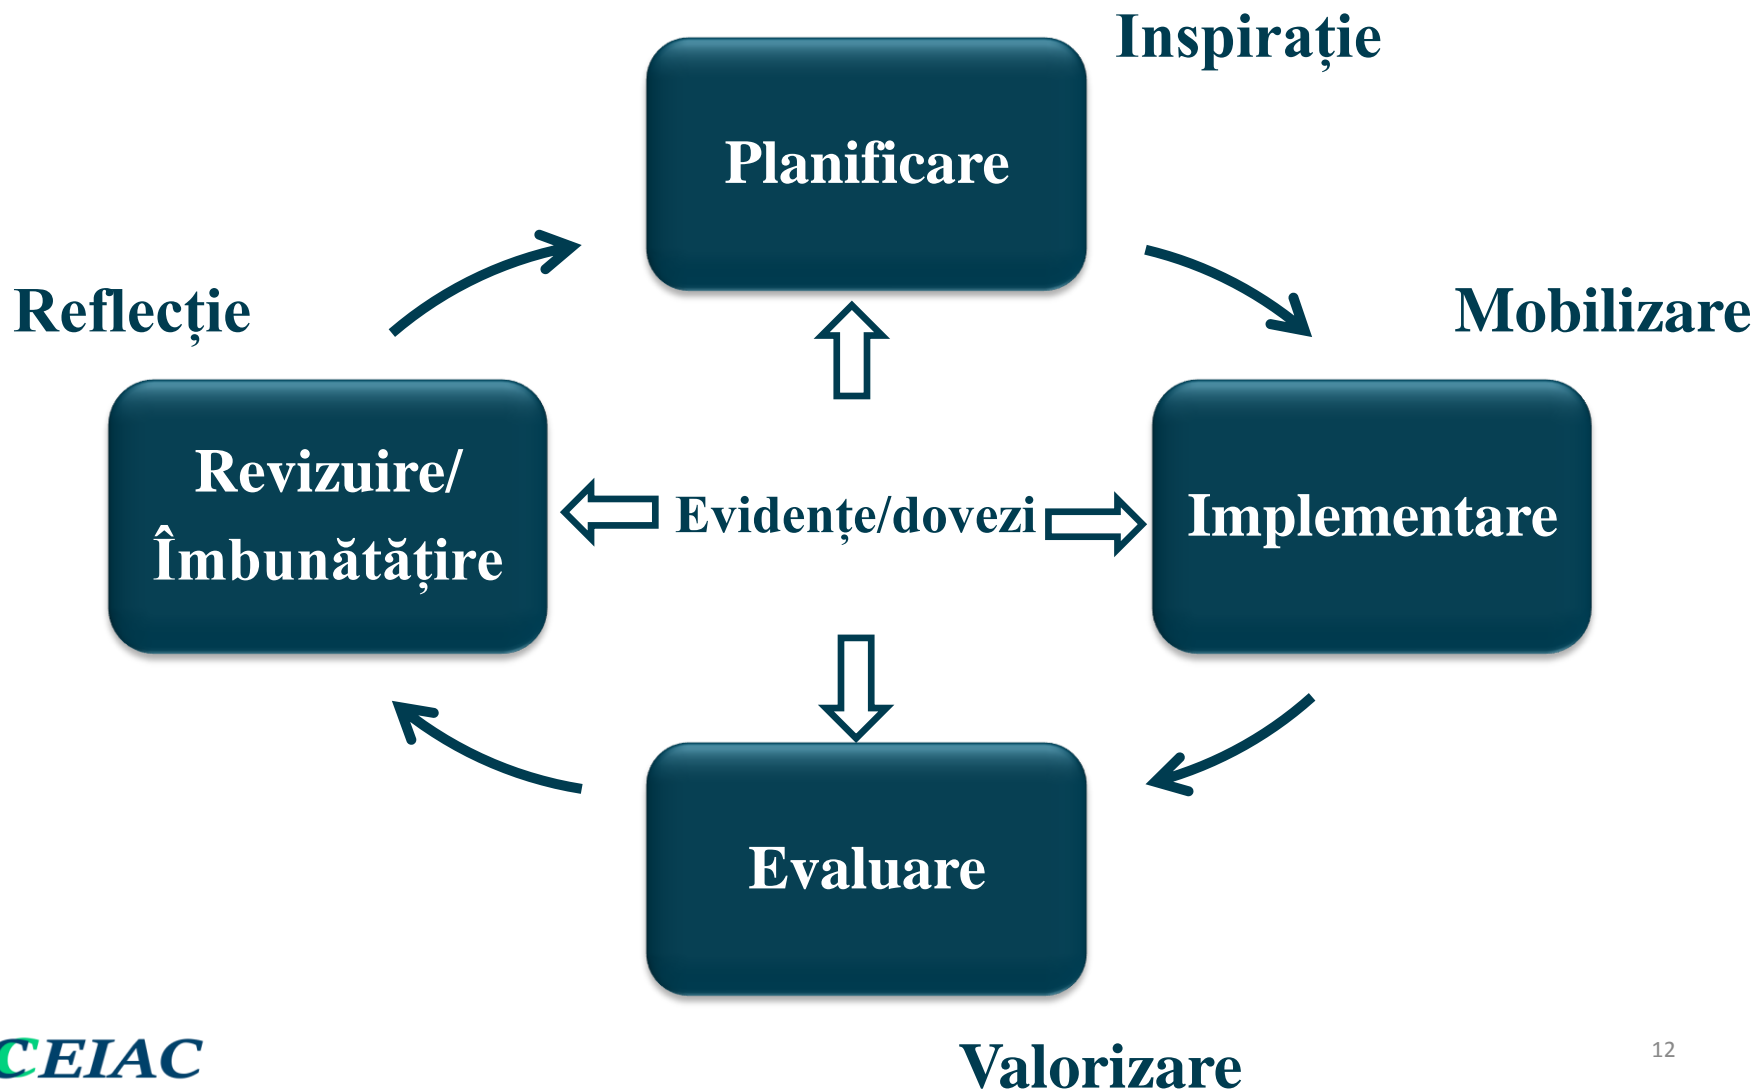 Inspirație
Planificare
Reflecție
Mobilizare
Revizuire/
Îmbunătățire
Evidențe/dovezi
Implementare
Evaluare
CEIAC
Valorizare
12